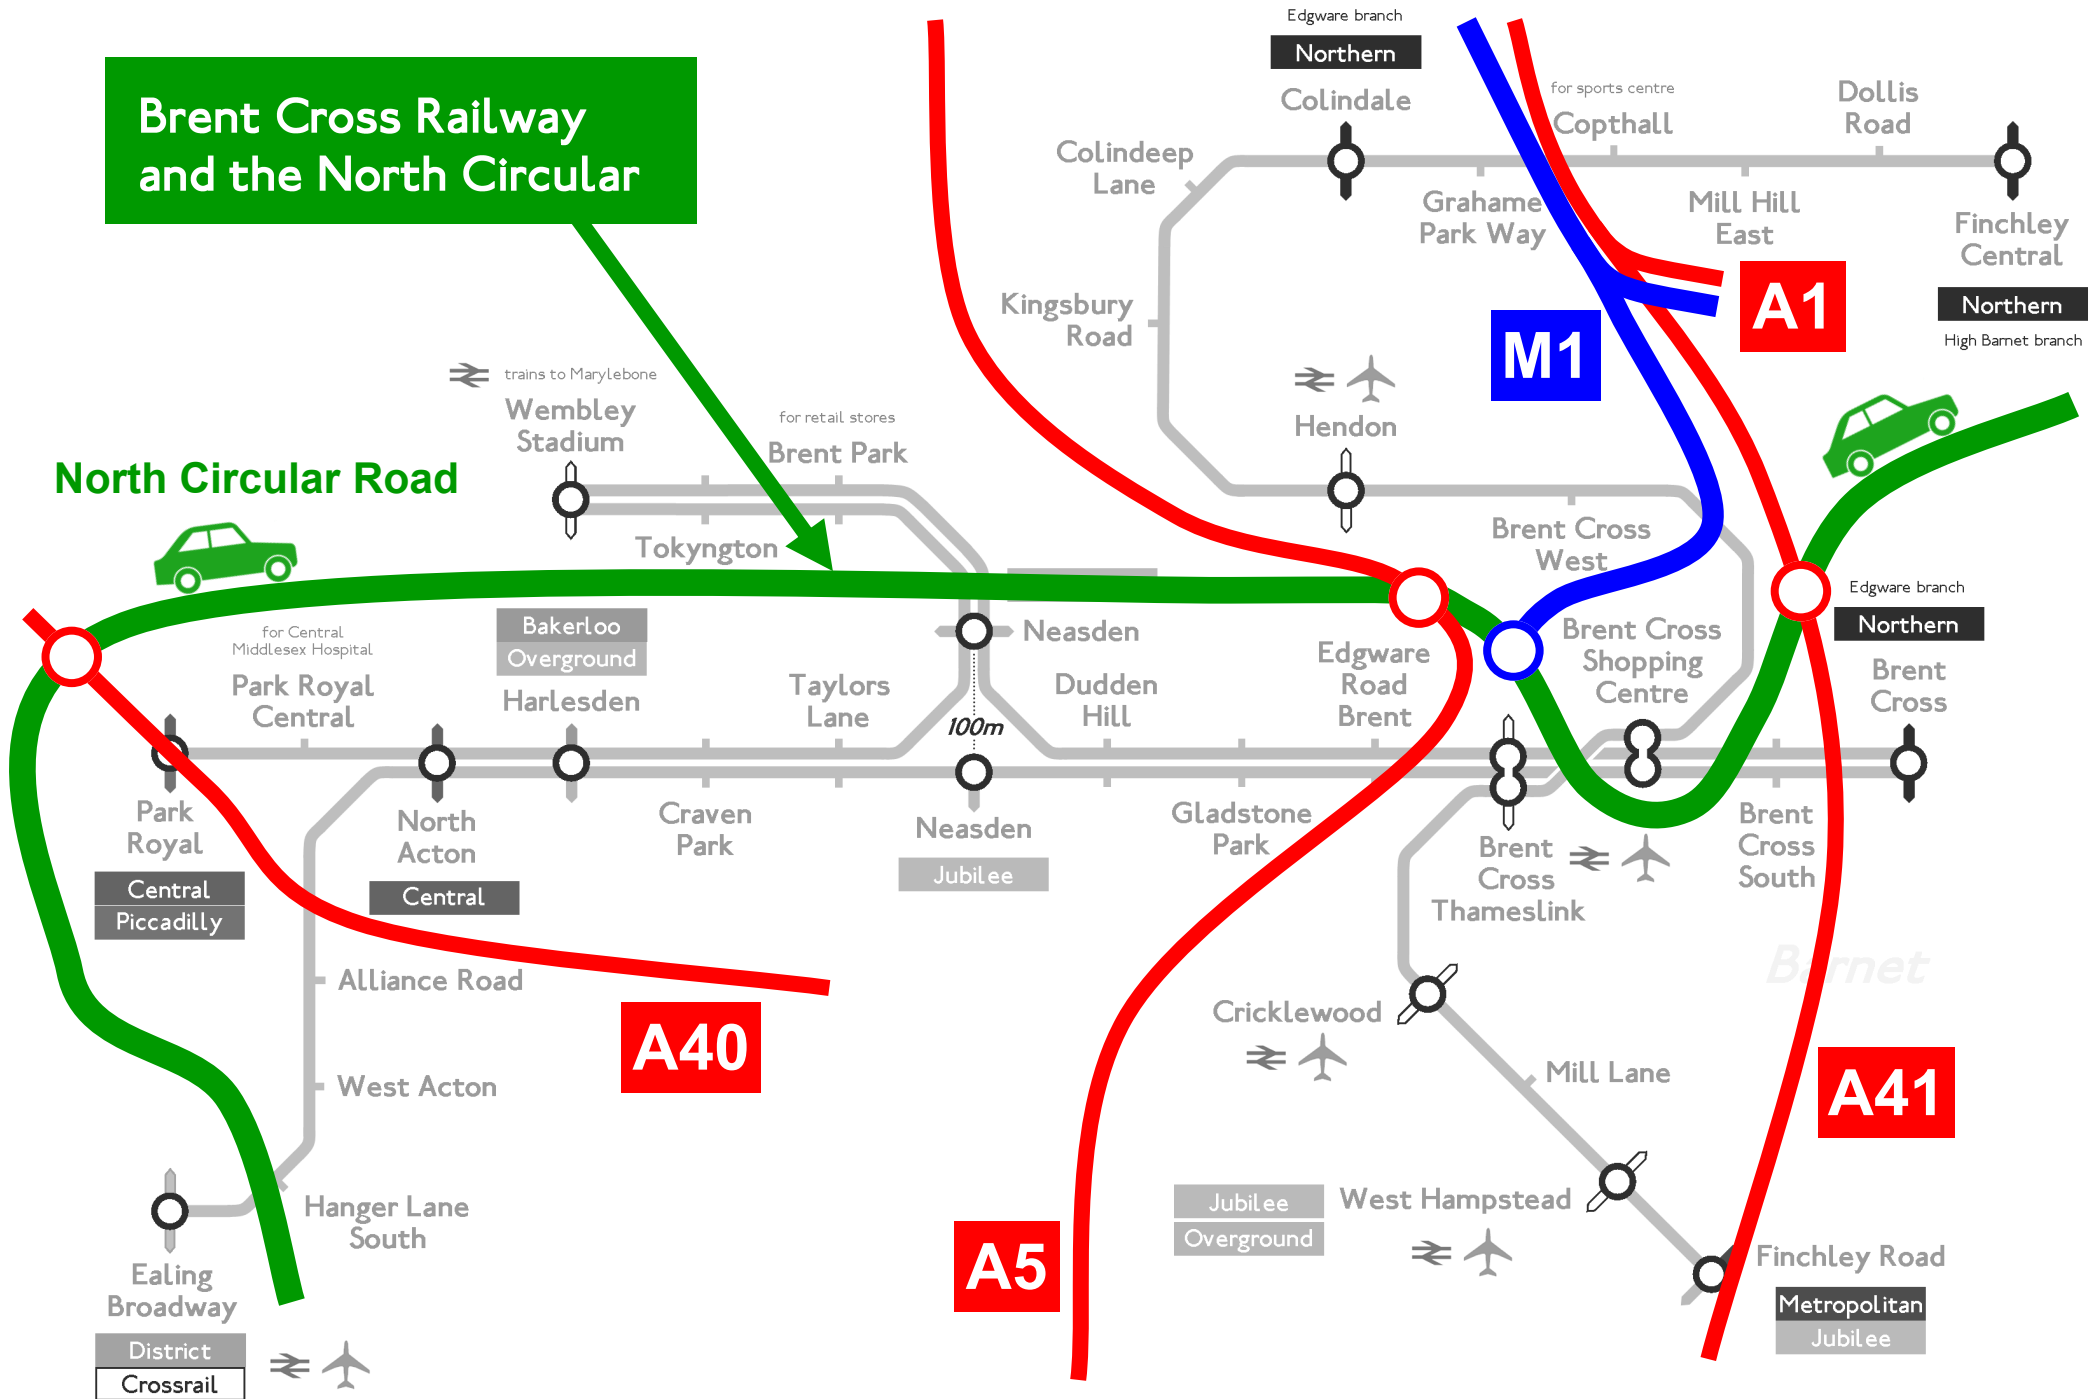 Edgware branch
Northern
Colindale
for sports centre
Copthall
Dollis
Road
Brent Cross Railway
and the North Circular
Colindeep
Lane
Grahame
Park Way
Mill Hill
East
Finchley
Central
Northern
High Barnet branch
A1
M1
Kingsbury
Road
trains to Marylebone
Wembley
Stadium
for retail stores
Brent Park
Hendon
North Circular Road
Tokyngton
Brent Cross
West
Edgware branch
Northern
Brent
Cross
for Central
Middlesex Hospital
Park Royal
Central
Bakerloo
Overground
Harlesden
Taylors
Lane
Neasden
100m
Dudden
Hill
Edgware
Road
Brent
Brent Cross
Shopping
Centre
Park
Royal
Central
Piccadilly
North
Acton
Central
Craven
Park
Neasden
Jubilee
Gladstone
Park
Brent
Cross
Thameslink
Brent
Cross
South
Barnet
Alliance Road
A40
Cricklewood
Mill Lane
A41
West Acton
Hanger Lane
South
Jubilee
Overground
West Hampstead
A5
Finchley Road
Metropolitan
Jubilee
Ealing
Broadway
District
Crossrail